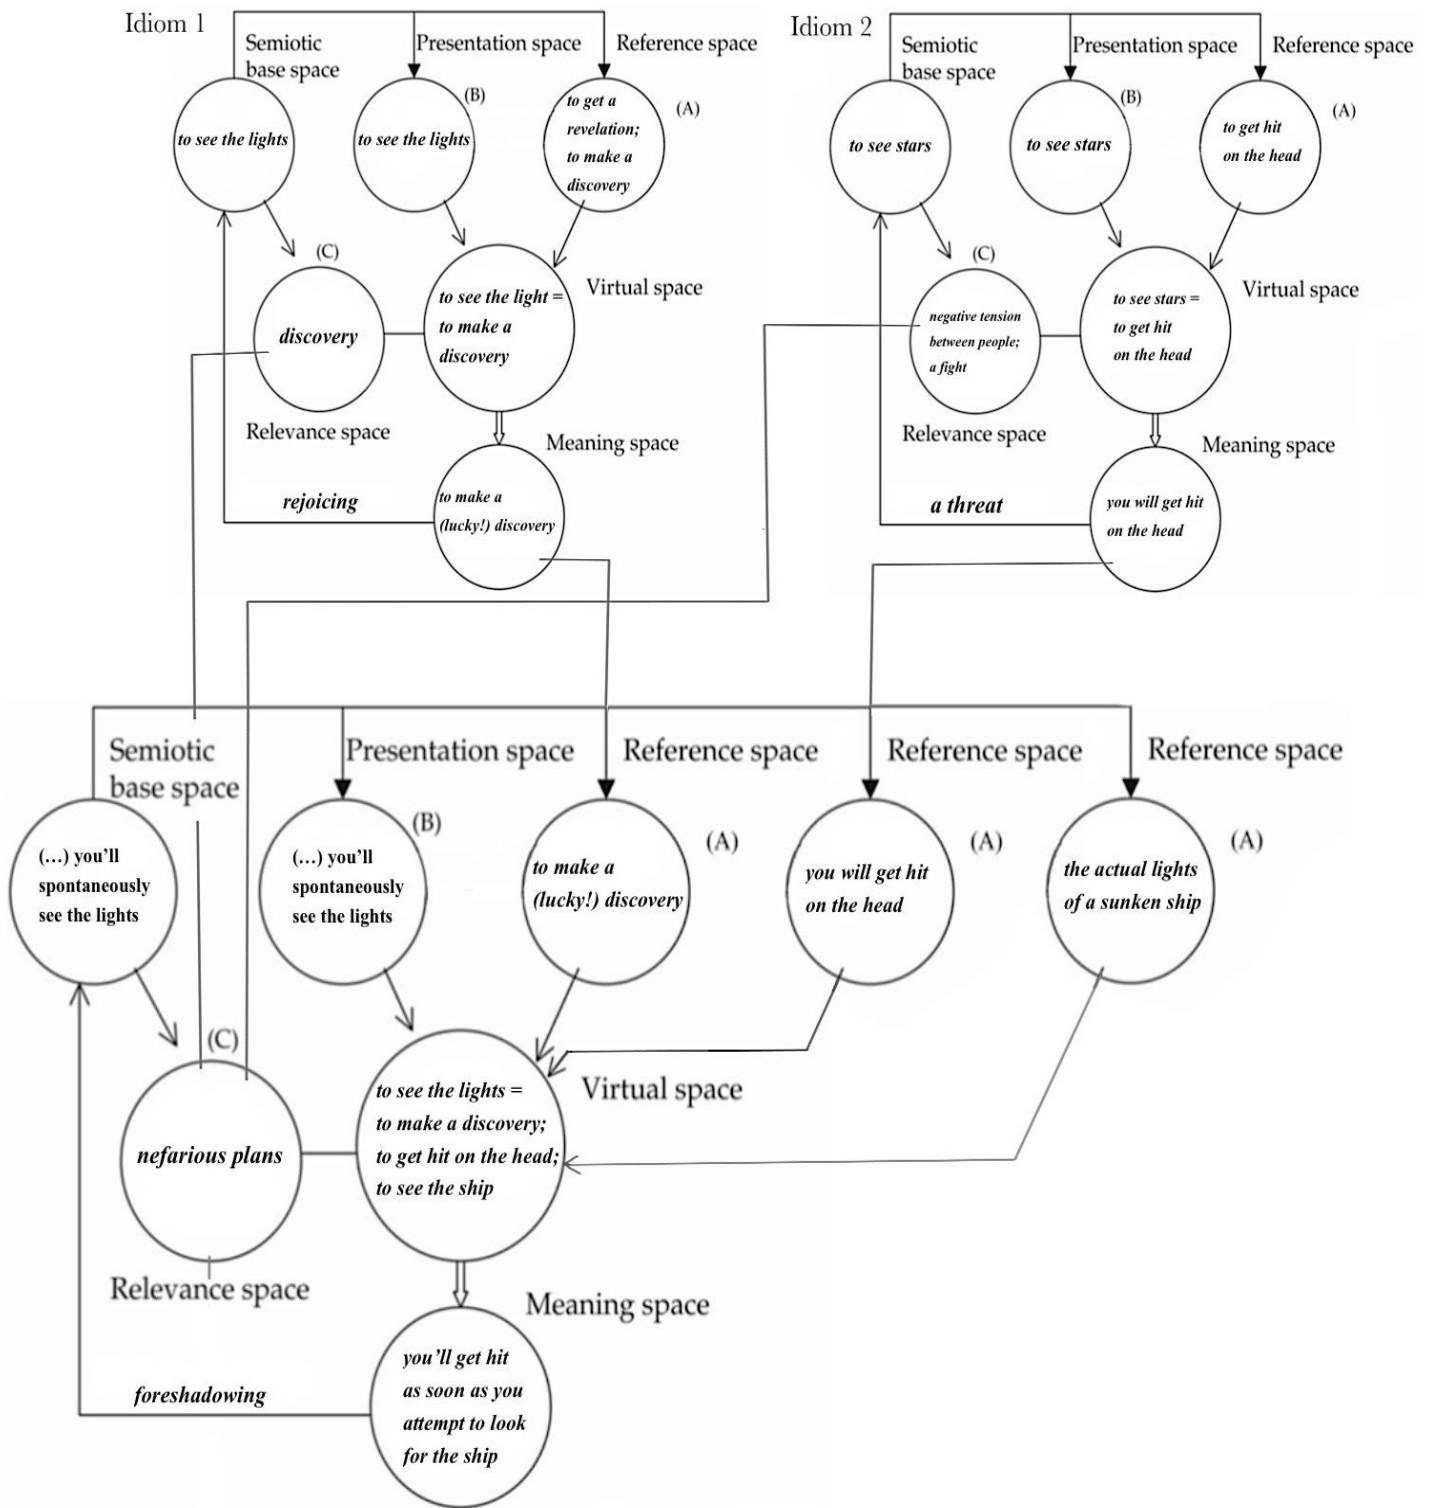 Idiom 1
Semiotic
base space
Presentation space
Reference space
(B)
(A)
to see the lights
to see the lights
to get a
revelation;
to make a
discovery
(C)
discovery
to see the light =
to make a
discovery
Virtual space
Relevance space
Meaning space
rejoicing
to make a
(lucky!) discovery
Idiom 2
Semiotic
base space
Presentation space
Reference space
(B)
(A)
to see stars
to see stars
to get hit
on the head
(C)
negative tension
between people;
a fight
to see stars =
to get hit
on the head
Virtual space
Relevance space
Meaning space
a threat
you will get hit
on the head
Semiotic
base space
Presentation space
Reference space
Reference space
Reference space
(B)
(A)
(A)
(A)
(...) you’ll
spontaneously
see the lights
(...) you’ll
spontaneously
see the lights
to make a
(lucky!) discovery
you will get hit
on the head
the actual lights
of a sunken ship
(C)
nefarious plans
to see the lights =
to make a discovery;
to get hit on the head;
to see the ship
Virtual space
Relevance space
Meaning space
foreshadowing
you’ll get hit
as soon as you
attempt to look
for the ship